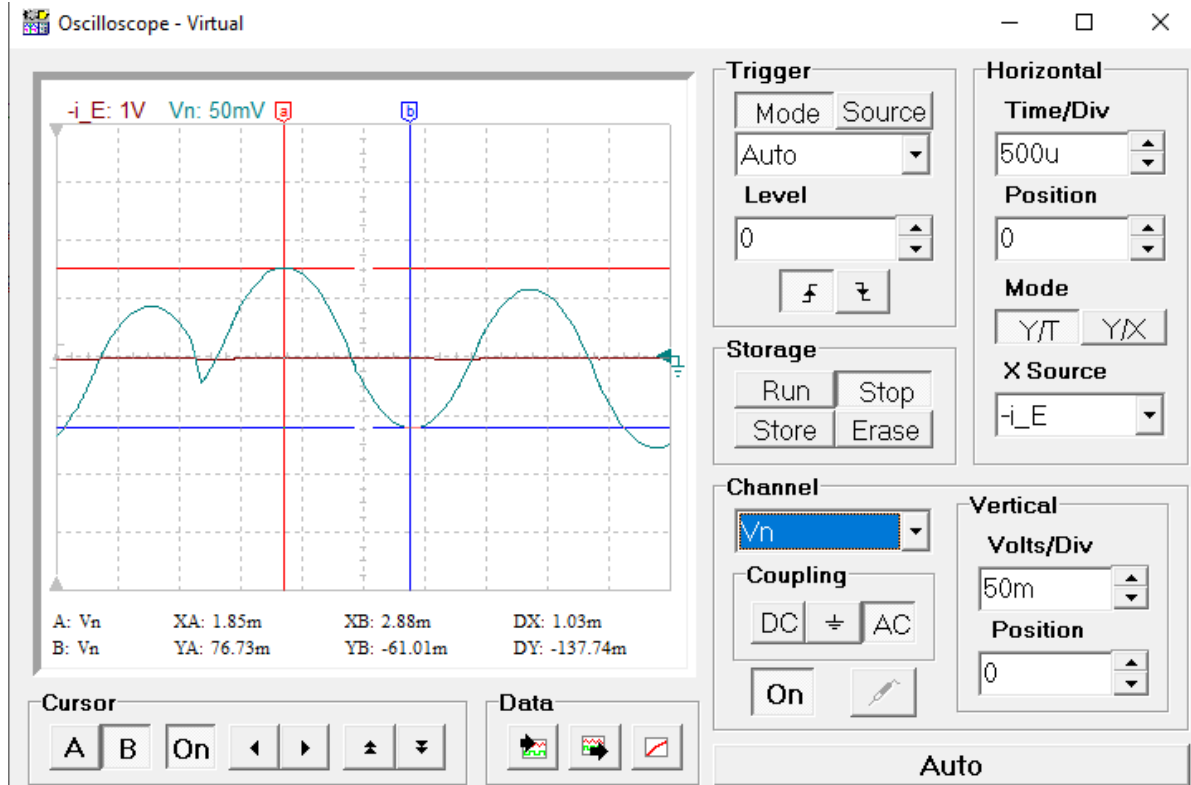 Oscilloscope - Virtual
-i_E: 1V Vn: 50mV a b
A: Vn XA: 1.85m XB: 2.88m DX: 1.03m
B: Vn YA: 76.73m YB: -61.01m DY: -137.74m
Cursor
A B On
Data
Trigger
Mode Source
Auto
Level
0
Storage
Run Stop
Store Erase
Horizontal
Time/Div
500u
Position
0
Mode
Y/T Y/X
X Source
-i_E
Channel
Vn
Coupling
DC AC
On
Vertical
Volts/Div
50m
Position
0
Auto